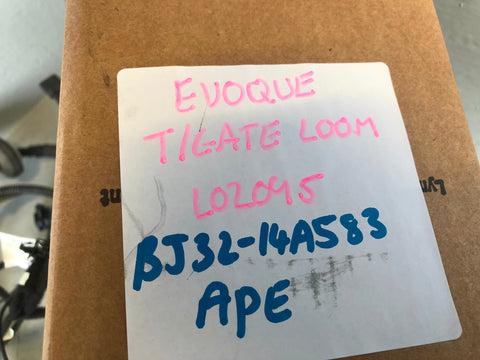 EVOQUE
T/GATE LOOM
L02095
BJ32-14A583
APE